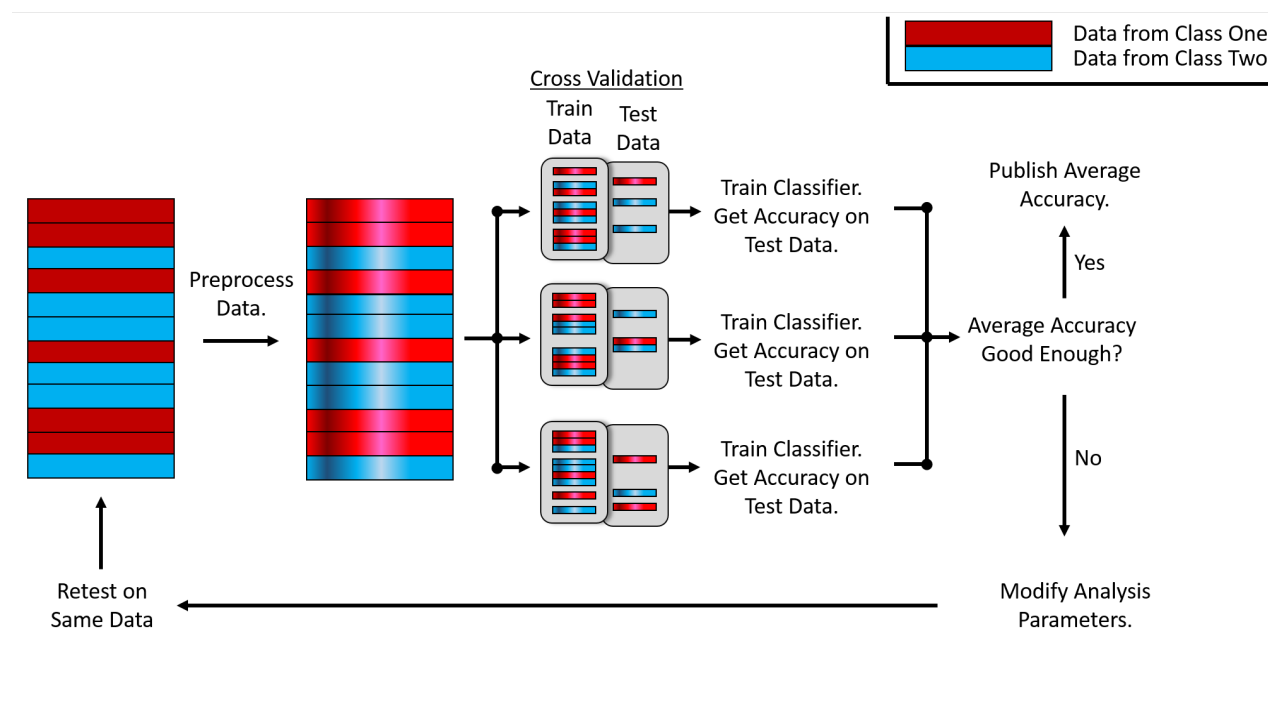 Data from Class One
Data from Class Two
Cross Validation
Train
Data
Test
Data
Preprocess
Data.
Train Classifier.
Get Accuracy on
Test Data.
Train Classifier.
Get Accuracy on
Test Data.
Train Classifier.
Get Accuracy on
Test Data.
Publish Average
Accuracy.
Yes
Average Accuracy
Good Enough?
No
Modify Analysis
Parameters.
Retest on
Same Data